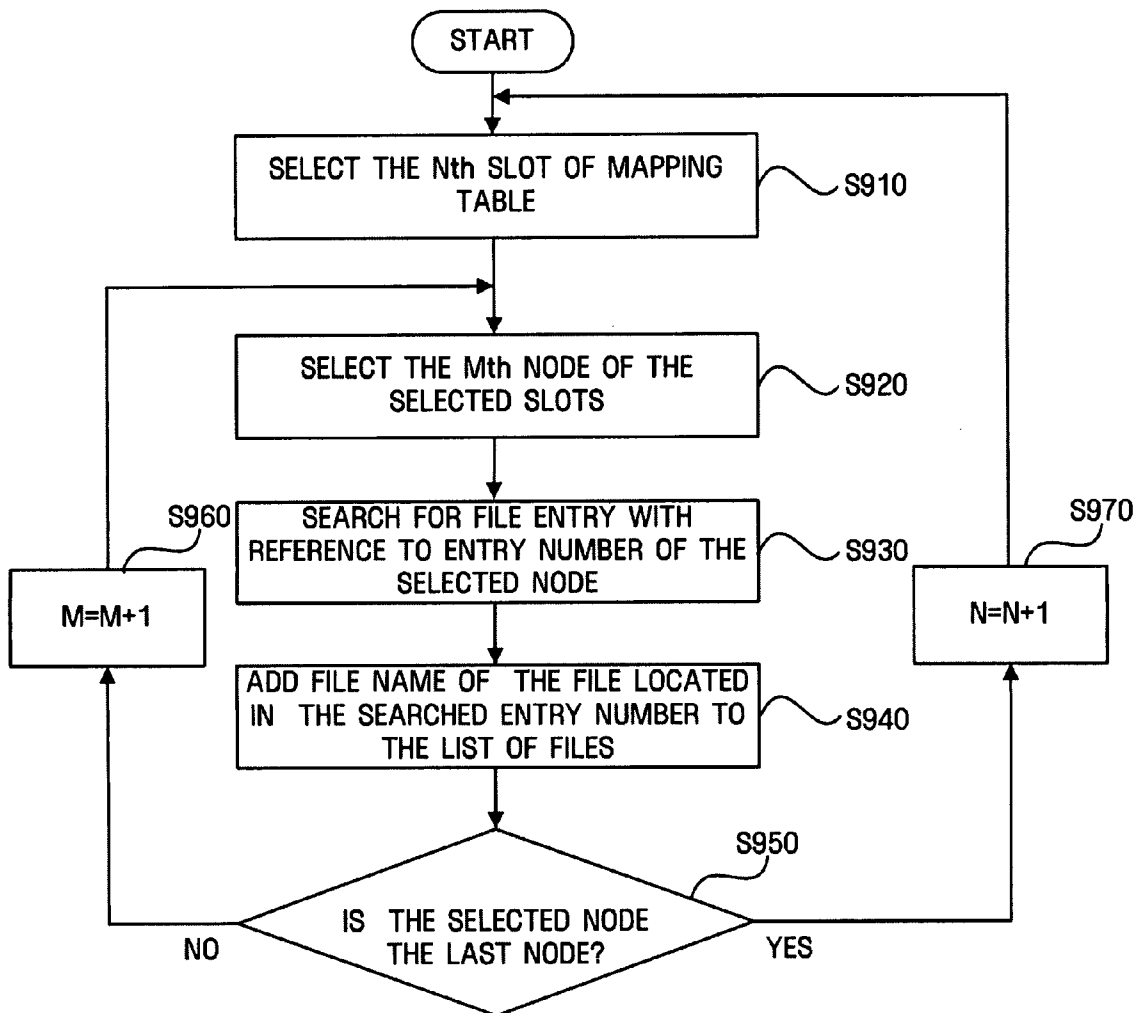 START
SELECT THE Nth SLOT OF MAPPING
TABLE
S910
SELECT THE Mth NODE OF THE
SELECTED SLOTS
S920
SEARCH FOR FILE ENTRY WITH
REFERENCE TO ENTRY NUMBER OF THE
SELECTED NODE
S930
S960
M=M+1
S970
N=N+1
ADD FILE NAME OF THE FILE LOCATED
IN THE SEARCHED ENTRY NUMBER TO
THE LIST OF FILES
S940
S950
IS THE SELECTED NODE
THE LAST NODE?
NO
YES